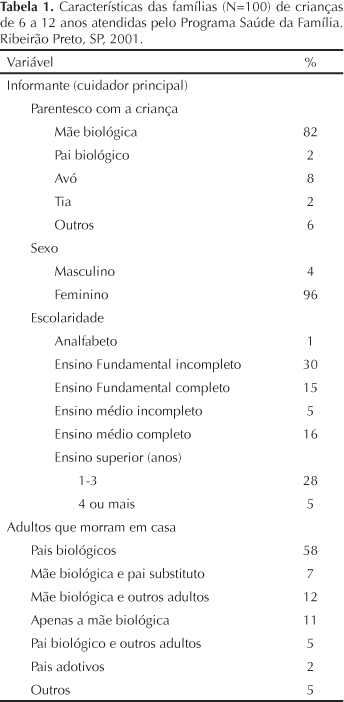 Tabela 1. Características das famílias (N=100) de crianças
de 6 a 12 anos atendidas pelo Programa Saúde da Família.
Ribeirão Preto, SP, 2001.
Variável %
Informante (cuidador principal)
Parentesco com a criança
Mãe biológica 82
Pai biológico 2
Avó 8
Tia 2
Outros 6
Sexo
Masculino 4
Feminino 96
Escolaridade
Analfabeto 1
Ensino Fundamental incompleto 30
Ensino Fundamental completo 15
Ensino médio incompleto 5
Ensino médio completo 16
Ensino superior (anos)
1-3 28
4 ou mais 5
Adultos que morram em casa
Pais biológicos 58
Mãe biológica e pai substituto 7
Mãe biológica e outros adultos 12
Apenas a mãe biológica 11
Pai biológico e outros adultos 5
Pais adotivos 2
Outros 5